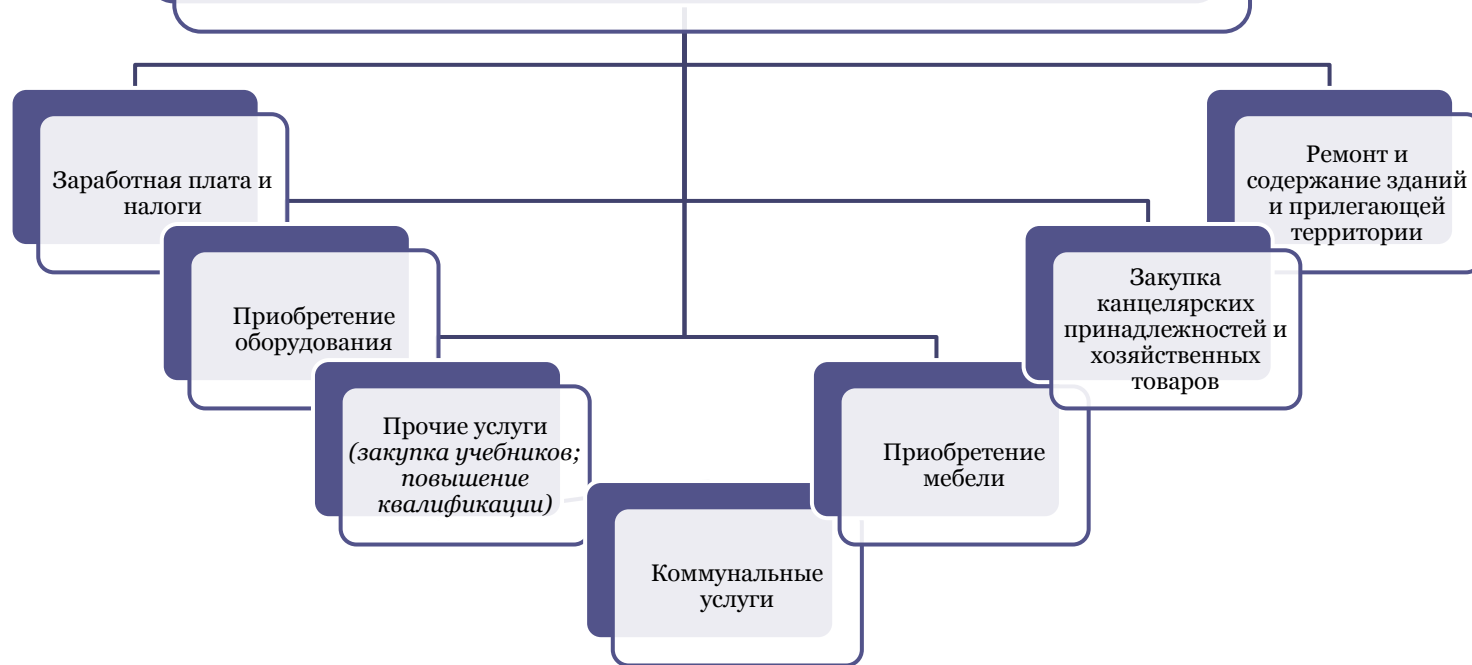 Заработная плата и
налоги
Приобретение
оборудования
Прочие услуги
(закупка учебников;
повышение
квалификации)
Коммунальные
услуги
Приобретение
мебели
Закупка
канцелярских
принадлежностей и
хозяйственных
товаров
Ремонт и
содержание зданий
и прилегающей
территории